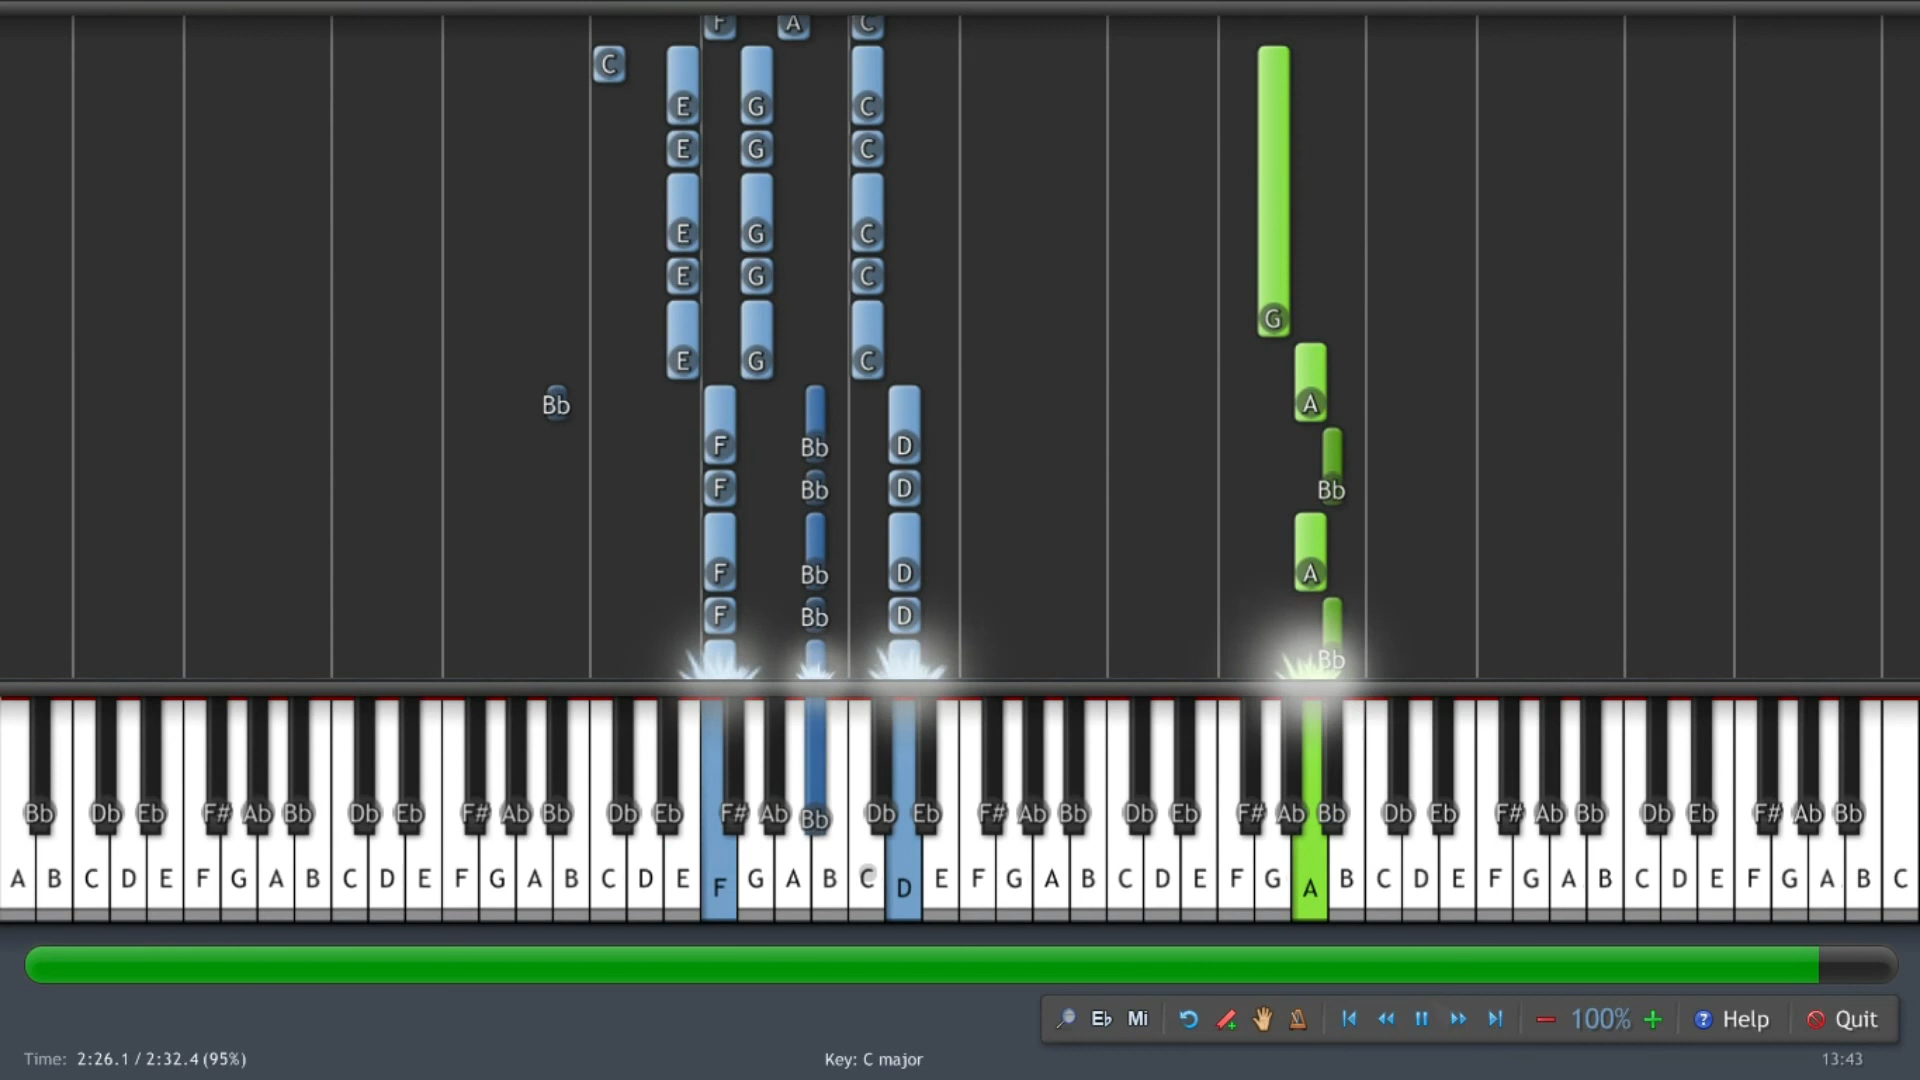 F A C
C
E G C
E G C
E G C
E G C
G
E G C
Bb A
F Bb D
F Bb D Bb
F Bb D A
F Bb D
Bb
Bb Db Eb F# Ab Bb Db Eb F# Ab Bb Db Eb F# Ab Bb Db Eb F# Ab Bb Db Eb F# Ab Bb Db Eb F# Ab Bb Db Eb F# Ab Bb
A B C D E F G A B C D E F G A B C D E F G A B C D E F G A B C D E F G A B C D E F G A B C D E F G A B C
Eb Mi 100% Help Quit
Time: 2:26.1 / 2:32.4 (95%) Key: C major 13:43